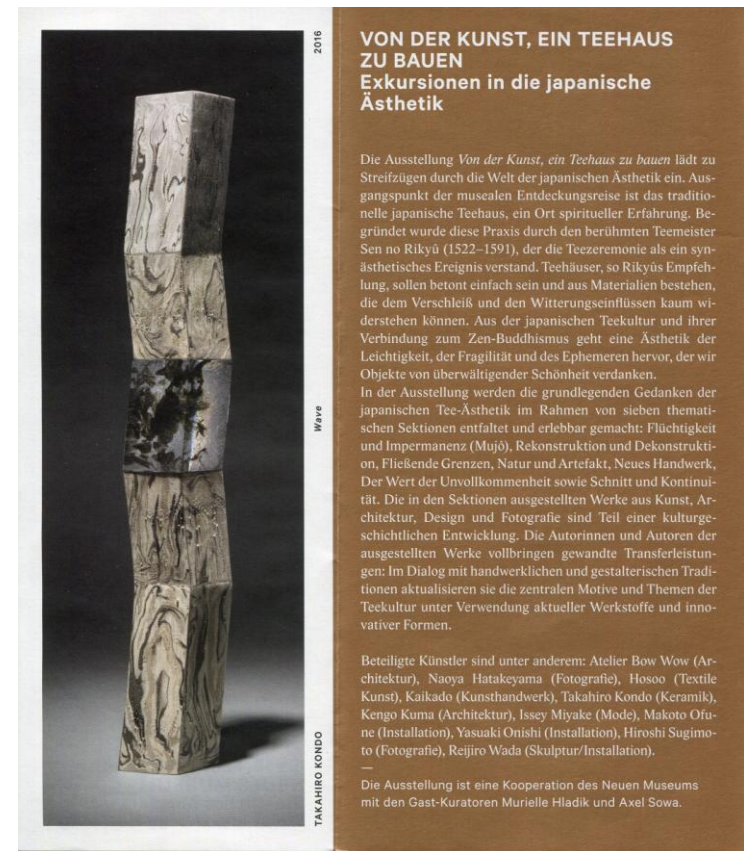 2016
Wave
TAKAHIRO KONDO
VON DER KUNST, EIN TEEHAUS
ZU BAUEN
Exkursionen in die japanische
Ästhetik
Die Ausstellung Von der Kunst, ein Teehaus zu bauen lädt zu
Streifzügen durch die Welt der japanischen Ästhetik ein. Aus-
gangspunkt der musealen Entdeckungsreise ist das traditio-
nelle japanische Teehaus, ein Ort spiritueller Erfahrung. Be-
gründet wurde diese Praxis durch den berühmten Teemeister
Sen no Rikyû (1522–1591), der die Teezeremonie als ein syn-
ästhetisches Ereignis verstand. Teehäuser, so Rikyûs Empfeh-
lung, sollen betont einfach sein und aus Materialien bestehen,
die dem Verschleiß und den Witterungseinflüssen kaum wi-
derstehen können. Aus der japanischen Teekultur und ihrer
Verbindung zum Zen-Buddhismus geht eine Ästhetik der
Leichtigkeit, der Fragilität und des Ephemeren hervor, der wir
Objekte von überwältigender Schönheit verdanken.
In der Ausstellung werden die grundlegenden Gedanken der
japanischen Tee-Ästhetik im Rahmen von sieben themati-
schen Sektionen entfaltet und erlebbar gemacht: Flüchtigkeit
und Impermanenz (Mujô), Rekonstruktion und Dekonstrukti-
on, Fließende Grenzen, Natur und Artefakt, Neues Handwerk,
Der Wert der Unvollkommenheit sowie Schnitt und Kontinui-
tät. Die in den Sektionen ausgestellten Werke aus Kunst, Ar-
chitektur, Design und Fotografie sind Teil einer kulturge-
schichtlichen Entwicklung. Die Autorinnen und Autoren der
ausgestellten Werke vollbringen gewandte Transferleistun-
gen: Im Dialog mit handwerklichen und gestalterischen Tradi-
tionen aktualisieren sie die zentralen Motive und Themen der
Teekultur unter Verwendung aktueller Werkstoffe und inno-
vativer Formen.
Beteiligte Künstler sind unter anderem: Atelier Bow Wow (Ar-
chitektur), Naoya Hatakeyama (Fotografie), Hosoo (Textile
Kunst), Kaikado (Kunsthandwerk), Takahiro Kondo (Keramik),
Kengo Kuma (Architektur), Issey Miyake (Mode), Makoto Ofu-
ne (Installation), Yasuaki Onishi (Installation), Hiroshi Sugimo-
to (Fotografie), Reijiro Wada (Skulptur/Installation).
—
Die Ausstellung ist eine Kooperation des Neuen Museums
mit den Gast-Kuratoren Murielle Hladik und Axel Sowa.